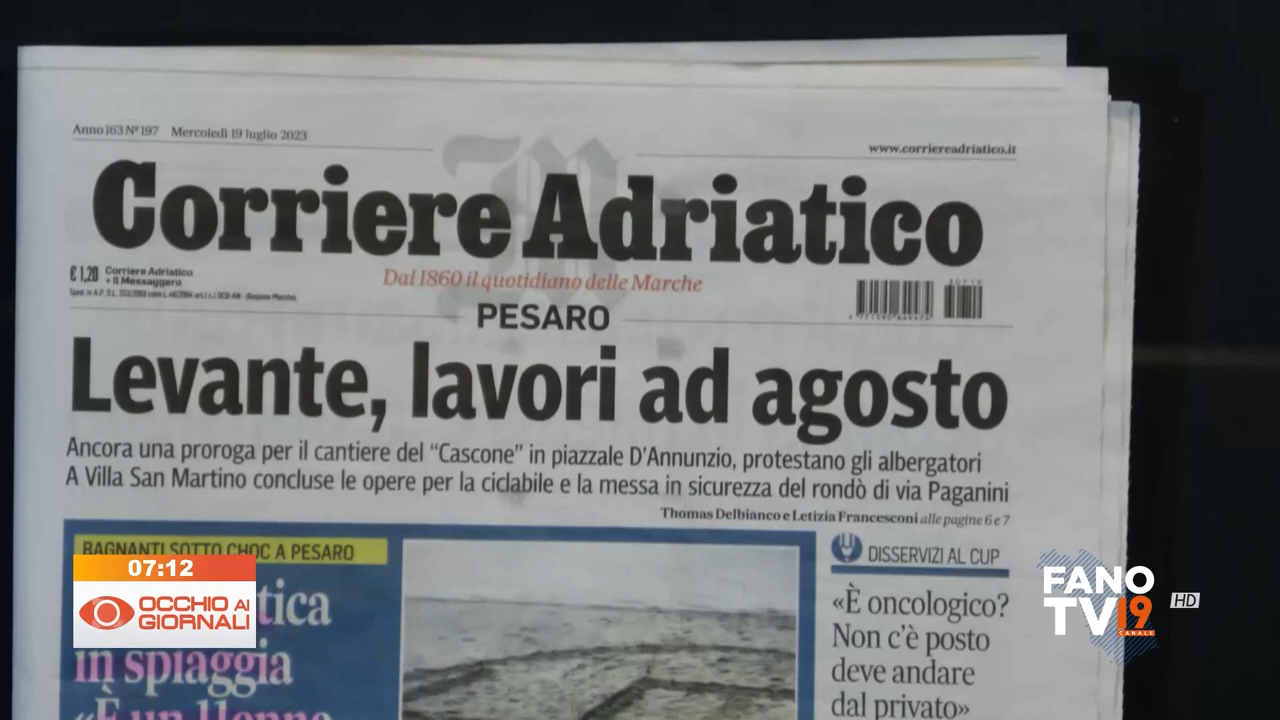 Anno 163 N° 197 Mercoledì 19 luglio 2023
www.corriereadriatico.it
Corriere Adriatico
€ 1,20 Corriere Adriatico
+ Il Messaggero
Dal 1860 il quotidiano delle Marche
PESARO
Levante, lavori ad agosto
Ancora una proroga per il cantiere del “Cascone” in piazzale D’Annunzio, protestano gli albergatori
A Villa San Martino concluse le opere per la ciclabile e la messa in sicurezza del rondò di via Paganini
Thomas Delbianco e Letizia Francesconi alle pagine 6 e 7
BAGNANTI SOTTO CHOC A PESARO
tica
in spiaggia
«È un
DISSERVIZI AL CUP
«È oncologico?
Non c’è posto
deve andare
dal privato»
07:12
OCCHIO AI
GIORNALI
FANO
TV 19
CANALE
HD